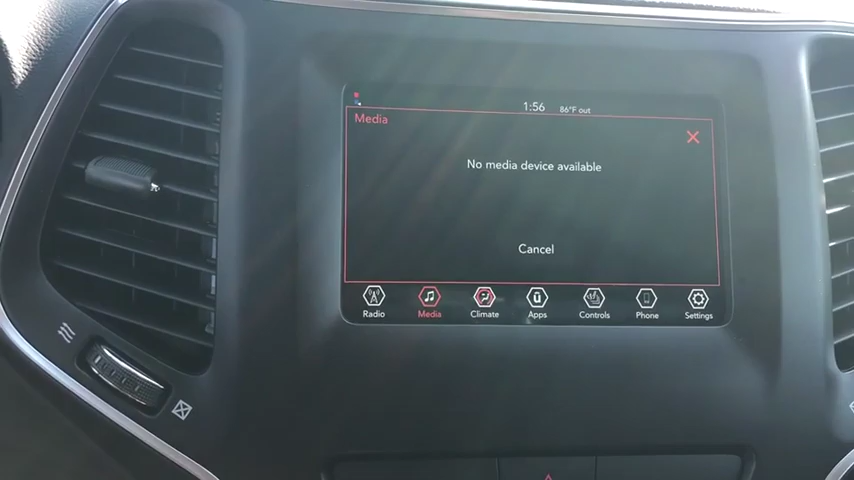 1:56 86°F out
Media
No media device available
Cancel
Radio Media Climate Apps Controls Phone Settings